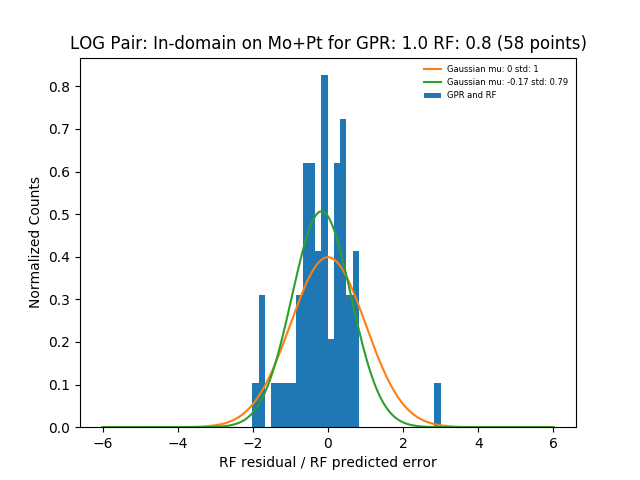 LOG Pair: In-domain on Mo+Pt for GPR: 1.0 RF: 0.8 (58 points)
Gaussian mu: 0 std: 1
Gaussian mu: -0.17 std: 0.79
GPR and RF
Normalized Counts
0.8
0.7
0.6
0.5
0.4
0.3
0.2
0.1
0.0
−6 −4 −2 0 2 4 6
RF residual / RF predicted error